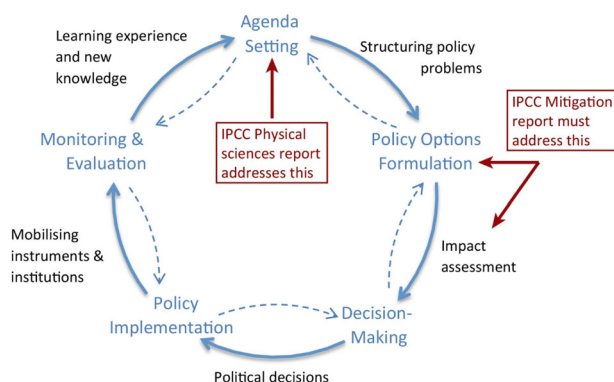 Agenda
Setting
Learning experience
and new
knowledge
Structuring policy
problems
IPCC Mitigation
report must
address this
IPCC Physical
sciences report
addresses this
Monitoring &
Evaluation
Policy Options
Formulation
Mobilising
instruments &
institutions
Impact
assessment
Policy
Implementation
Decision-
Making
Political decisions